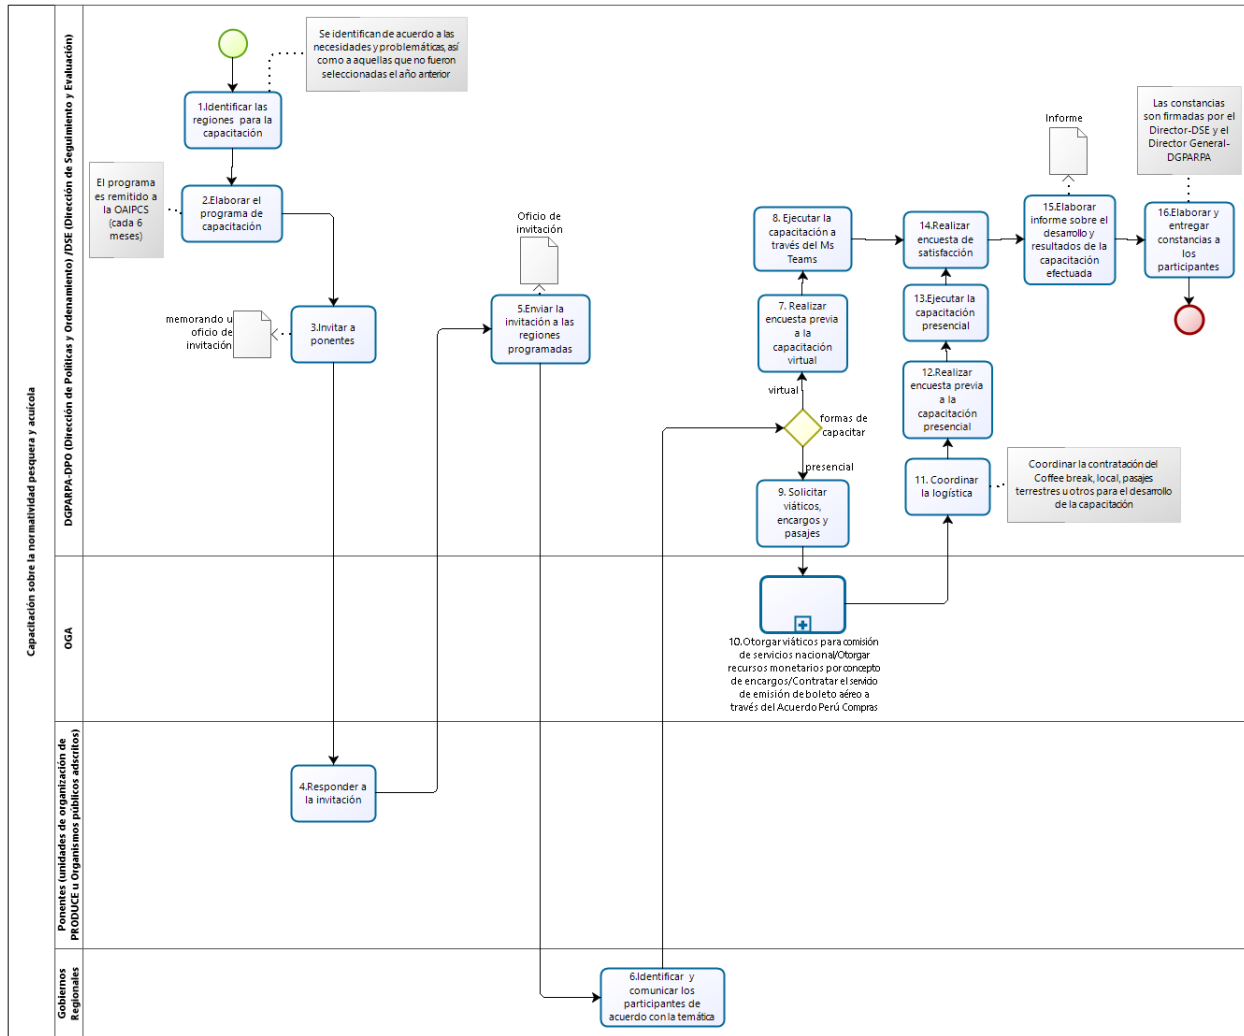 Capacitación sobre la normatividad pesquera y acuícola
DGPARPA-DPO (Dirección de Políticas y Ordenamiento) /DSE (Dirección de Seguimiento y Evaluación)
Se identifican de acuerdo a las
necesidades y problemáticas, así
como a aquellas que no fueron
seleccionadas el año anterior
1.Identificar las
regiones para la
capacitación
El programa
es remitido a
la OAIPCS
(cada 6
meses)
2.Elaborar el
programa de
capacitación
memorando u
oficio de
invitación
3.Invitar a
ponentes
Oficio de
invitación
5.Enviar la
invitación a las
regiones
programadas
8. Ejecutar la
capacitación a
través del Ms
Teams
7. Realizar
encuesta previa
a la
capacitación
virtual
virtual
formas de
capacitar
presencial
9. Solicitar
viáticos,
encargos y
pasajes
14.Realizar
encuesta de
satisfacción
13.Ejecutar la
capacitación
presencial
12.Realizar
encuesta previa
a la
capacitación
presencial
11. Coordinar
la logística
Coordinar la contratación del
Coffee break, local, pasajes
terrestres u otros para el desarrollo
de la capacitación
Informe
15.Elaborar
informe sobre el
desarrollo y
resultados de la
capacitación
efectuada
Las constancias
son firmadas por el
Director-DSE y el
Director General-
DGPARPA
16.Elaborar y
entregar
constancias a
los
participantes
OGA
10.Otorgar viáticos para comisión
de servicios nacional/Otorgar
recursos monetarios por concepto
de encargos/Contratar el servicio
de emisión de boleto aéreo a
través del Acuerdo Perú Compras
Ponentes (unidades de organización de
PRODUCE u Organismos públicos adscritos)
4.Responder a
la invitación
Gobiernos
Regionales
6.Identificar y
comunicar los
participantes de
acuerdo con la temática